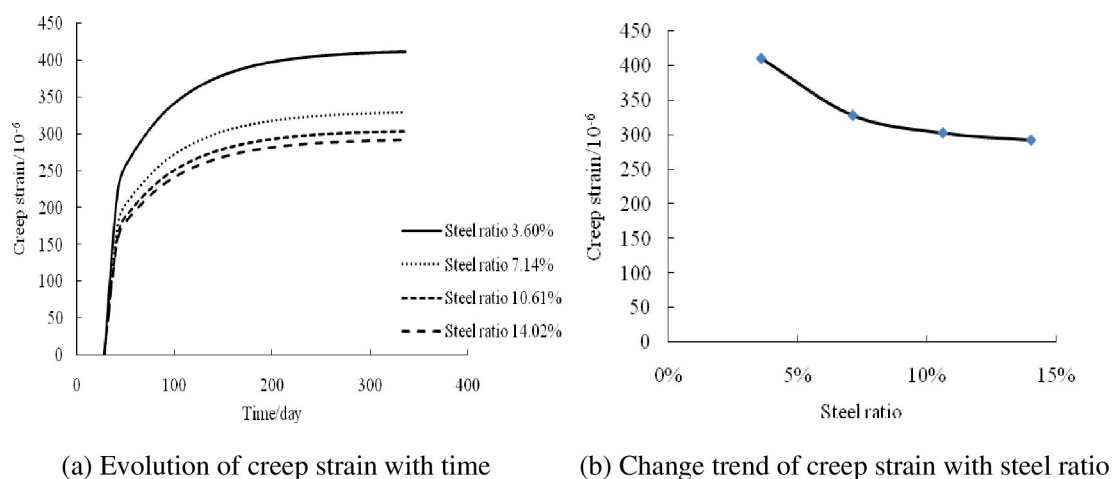 450
400
350
300
250
200
150
100
50
0
Creep strain/10⁻⁶
Steel ratio 3.60%
Steel ratio 7.14%
Steel ratio 10.61%
Steel ratio 14.02%
0 100 200 300 400
Time/day
(a) Evolution of creep strain with time
450
400
350
300
250
200
150
100
50
0
Creep strain/10⁻⁶
0% 5% 10% 15%
Steel ratio
(b) Change trend of creep strain with steel ratio